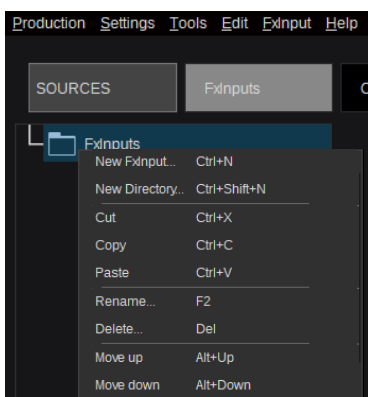 Production Settings Tools Edit FxInput Help
SOURCES FxInputs
FxInputs
New FxInput... Ctrl+N
New Directory... Ctrl+Shift+N
Cut Ctrl+X
Copy Ctrl+C
Paste Ctrl+V
Rename... F2
Delete... Del
Move up Alt+Up
Move down Alt+Down